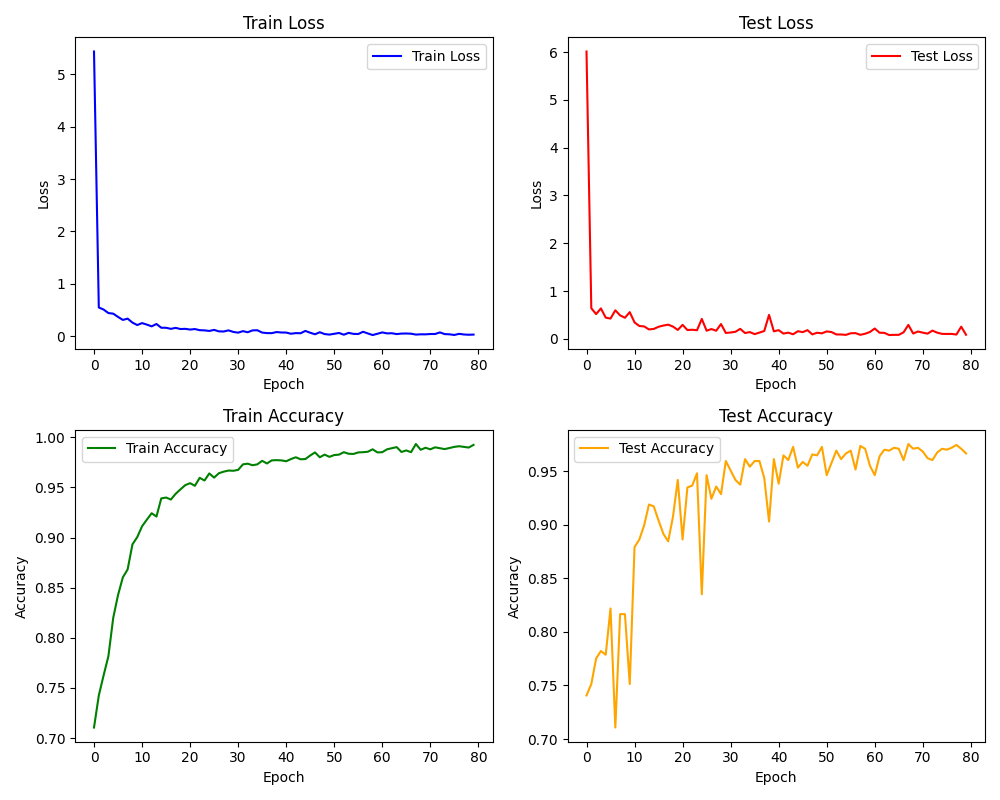 Train Loss
Train Loss
Loss
5
4
3
2
1
0
0 10 20 30 40 50 60 70 80
Epoch
Test Loss
Test Loss
Loss
6
5
4
3
2
1
0
0 10 20 30 40 50 60 70 80
Epoch
Train Accuracy
Train Accuracy
Accuracy
1.00
0.95
0.90
0.85
0.80
0.75
0.70
0 10 20 30 40 50 60 70 80
Epoch
Test Accuracy
Test Accuracy
Accuracy
0.95
0.90
0.85
0.80
0.75
0.70
0 10 20 30 40 50 60 70 80
Epoch